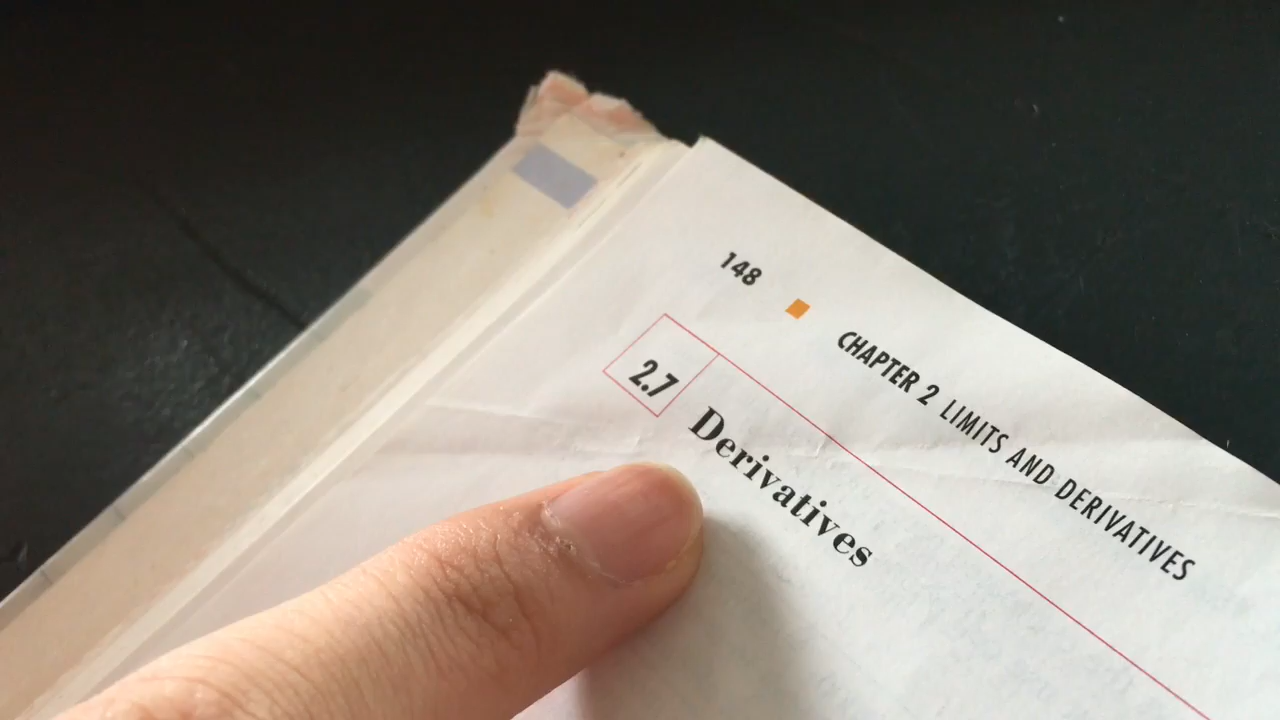 148 ■ CHAPTER 2 LIMITS AND DERIVATIVES
2.7 Derivatives